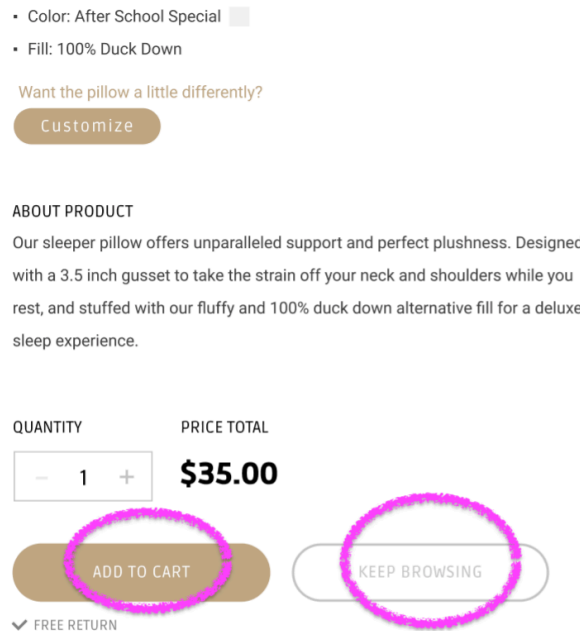 Color: After School Special
Fill: 100% Duck Down
Want the pillow a little differently?
Customize
ABOUT PRODUCT
Our sleeper pillow offers unparalleled support and perfect plushness. Designed
with a 3.5 inch gusset to take the strain off your neck and shoulders while you
rest, and stuffed with our fluffy and 100% duck down alternative fill for a deluxe
sleep experience.
QUANTITY PRICE TOTAL
− 1 + $35.00
ADD TO CART KEEP BROWSING
FREE RETURN